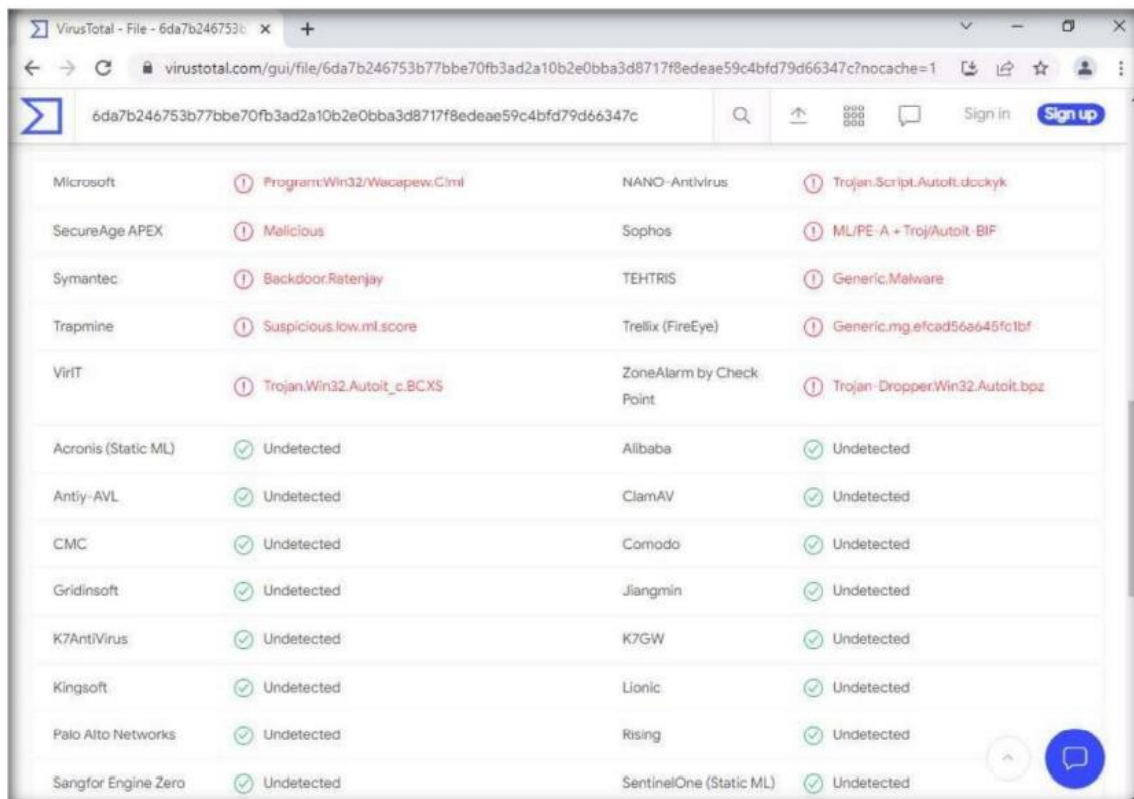 VirusTotal - File - 6da7b246753b
virustotal.com/gui/file/6da7b246753b77bbe70fb3ad2a10b2e0bba3d8717f8edeae59c4bfd79d66347c?nocache=1
6da7b246753b77bbe70fb3ad2a10b2e0bba3d8717f8edeae59c4bfd79d66347c Sign in Sign up
Microsoft Program:Win32/Wacapew.C!ml NANO-Antivirus Trojan.Script.AutoIt.dcckyk
SecureAge APEX Malicious Sophos ML/PE-A + Troj/AutoIt-BIF
Symantec Backdoor.Ratenjay TEHTRIS Generic.Malware
Trapmine Suspicious.low.ml.score Trellix (FireEye) Generic.mg.efcad56a645fc1bf
VirIT Trojan.Win32.AutoIt_c.BCXS ZoneAlarm by Check Point Trojan-Dropper.Win32.Autoit.bpz
Acronis (Static ML) Undetected Alibaba Undetected
Antiy-AVL Undetected ClamAV Undetected
CMC Undetected Comodo Undetected
Gridinsoft Undetected Jiangmin Undetected
K7AntiVirus Undetected K7GW Undetected
Kingsoft Undetected Lionic Undetected
Palo Alto Networks Undetected Rising Undetected
Sangfor Engine Zero Undetected SentinelOne (Static ML) Undetected